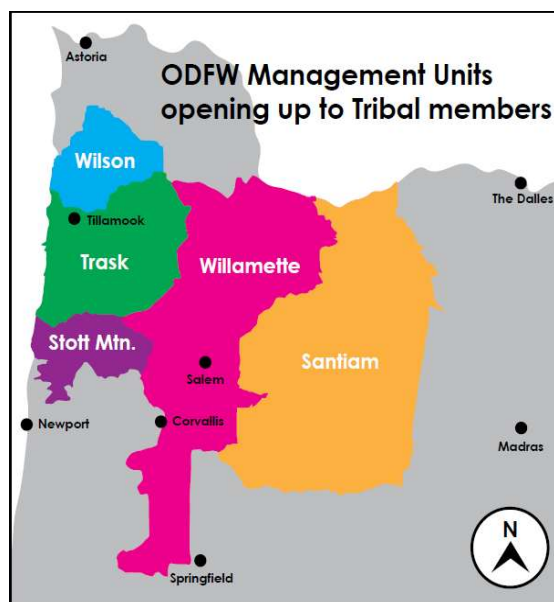 Astoria
ODFW Management Units
opening up to Tribal members
Wilson
The Dalles
Tillamook
Trask
Willamette
Stott Mtn.
Salem
Santiam
Newport
Corvallis
Madras
N
Springfield